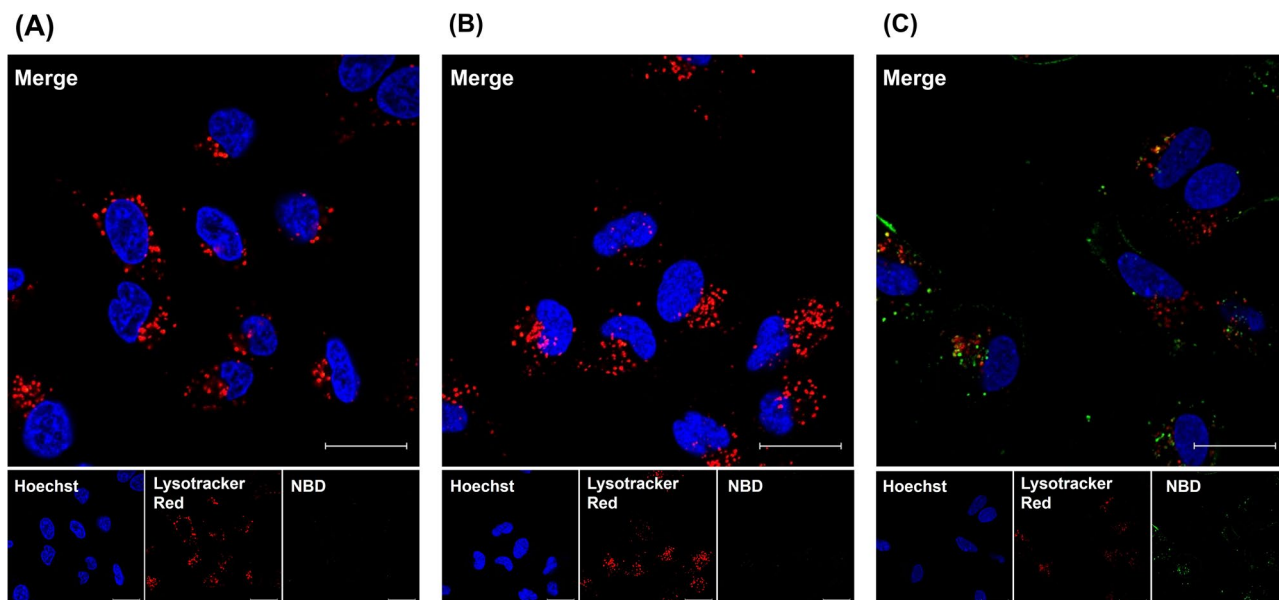 (A)
Merge
Hoechst
Lysotracker
Red
NBD
(B)
Merge
Hoechst
Lysotracker
Red
NBD
(C)
Merge
Hoechst
Lysotracker
Red
NBD